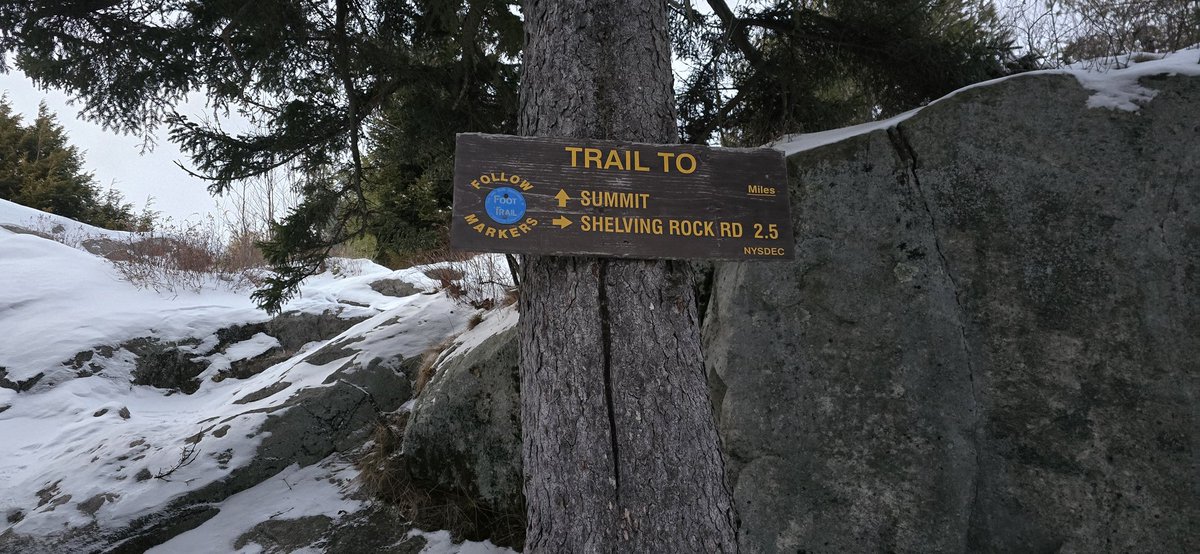 TRAIL TO
FOLLOW
FOOT
TRAIL
MARKERS
Miles
SUMMIT
SHELVING ROCK RD 2.5
NYSDEC